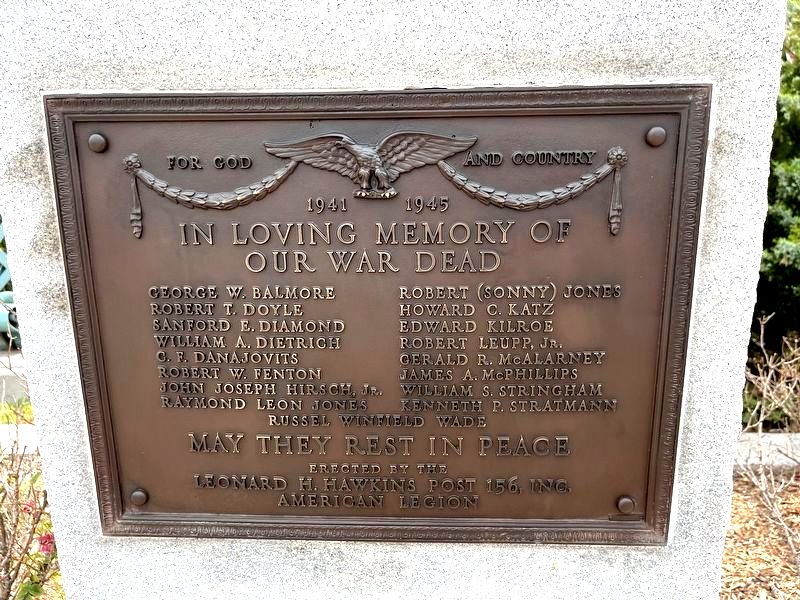 FOR GOD AND COUNTRY
1941 1945
IN LOVING MEMORY OF
OUR WAR DEAD
GEORGE W. BALMORE
ROBERT T. DOYLE
SANFORD E. DIAMOND
WILLIAM A. DIETRICH
G. F. DANAJOVITS
ROBERT W. FENTON
JOHN JOSEPH HIRSCH, JR.
RAYMOND LEON JONES
ROBERT (SONNY) JONES
HOWARD C. KATZ
EDWARD KILROE
ROBERT LEUPP, JR.
GERALD R. McALARNEY
JAMES A. McPHILLIPS
WILLIAM S. STRINGHAM
KENNETH P. STRATMANN
RUSSEL WINFIELD WADE
MAY THEY REST IN PEACE
ERECTED BY THE
LEONARD H. HAWKINS POST 156, INC.
AMERICAN LEGION